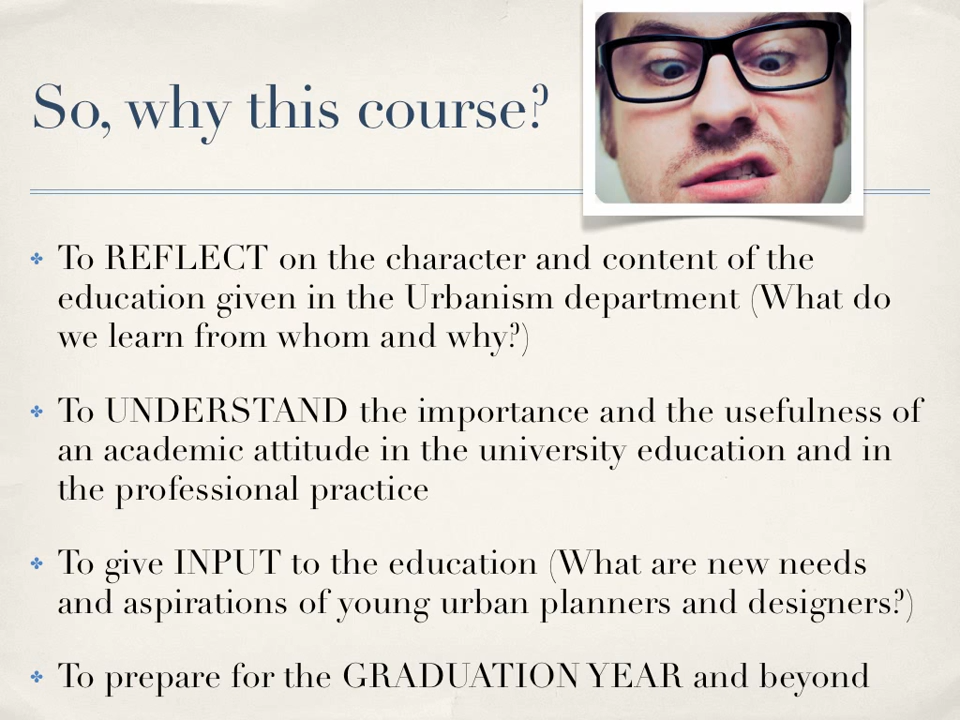 So, why this course?
To REFLECT on the character and content of the
education given in the Urbanism department (What do
we learn from whom and why?)
To UNDERSTAND the importance and the usefulness of
an academic attitude in the university education and in
the professional practice
To give INPUT to the education (What are new needs
and aspirations of young urban planners and designers?)
To prepare for the GRADUATION YEAR and beyond